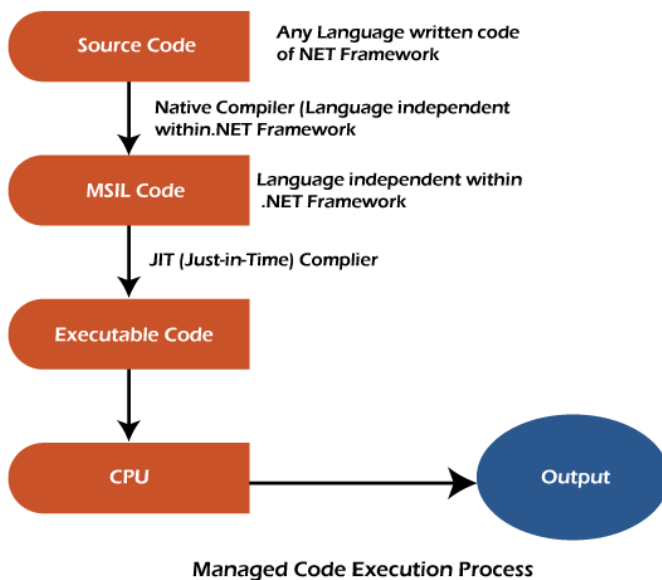 Source Code
Any Language written code
of NET Framework
Native Compiler (Language independent
within.NET Framework
MSIL Code
Language independent within
.NET Framework
JIT (Just-in-Time) Complier
Executable Code
CPU
Output
Managed Code Execution Process